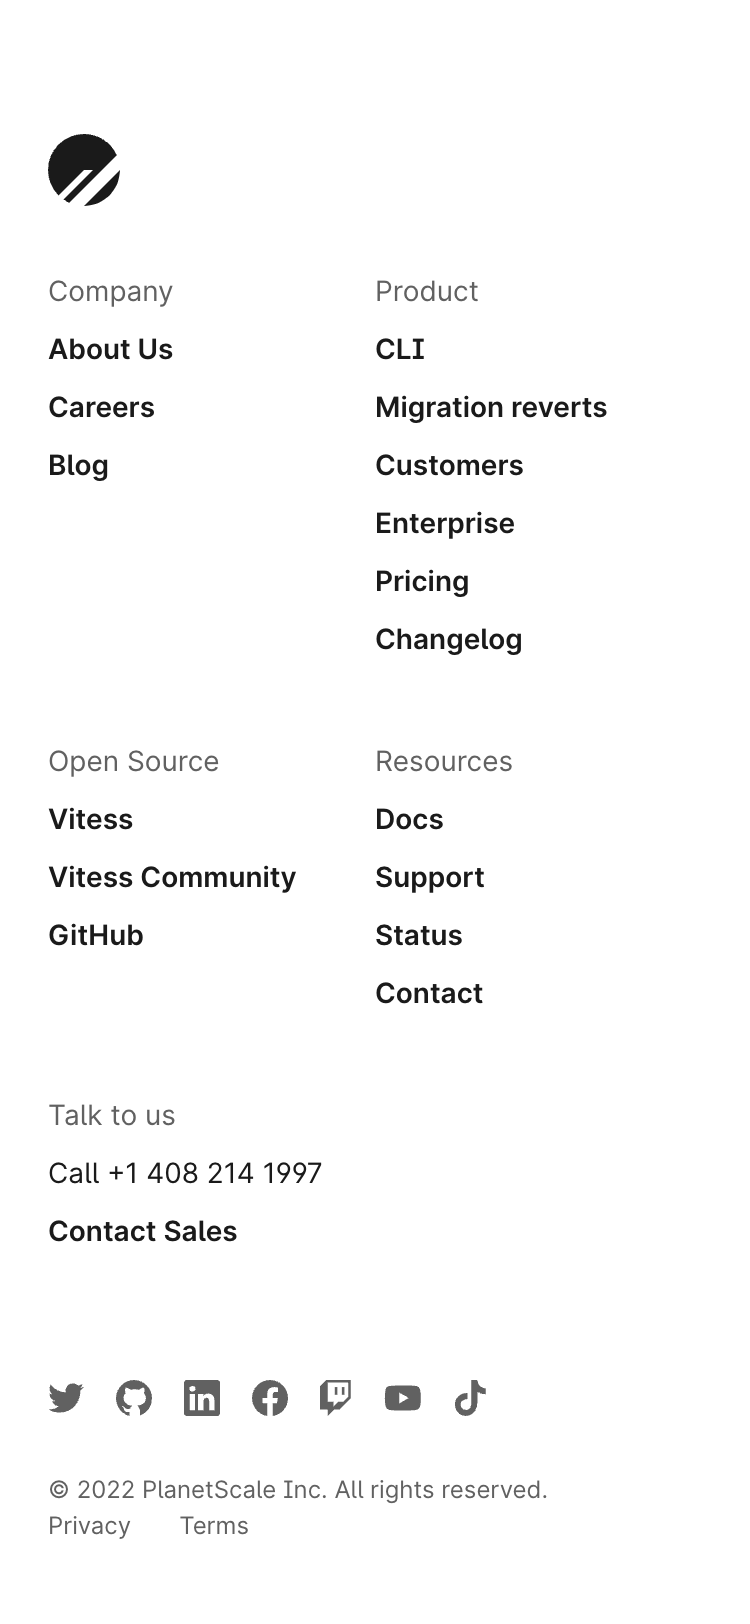 Company
About Us
Careers
Blog
Product
CLI
Migration reverts
Customers
Enterprise
Pricing
Changelog
Open Source
Vitess
Vitess Community
GitHub
Resources
Docs
Support
Status
Contact
Talk to us
Call +1 408 214 1997
Contact Sales
© 2022 PlanetScale Inc. All rights reserved.
Privacy Terms